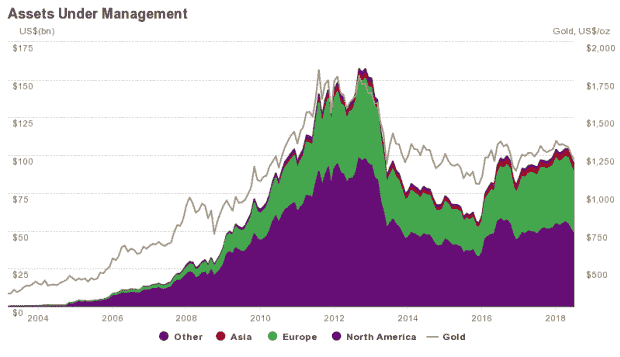 Assets Under Management
US$(bn) Gold, US$/oz
$175 $2,000
$150 $1,750
$125 $1,500
$100 $1,250
$75 $1,000
$50 $750
$25 $500
$0
2004 2006 2008 2010 2012 2014 2016 2018
Other Asia Europe North America Gold